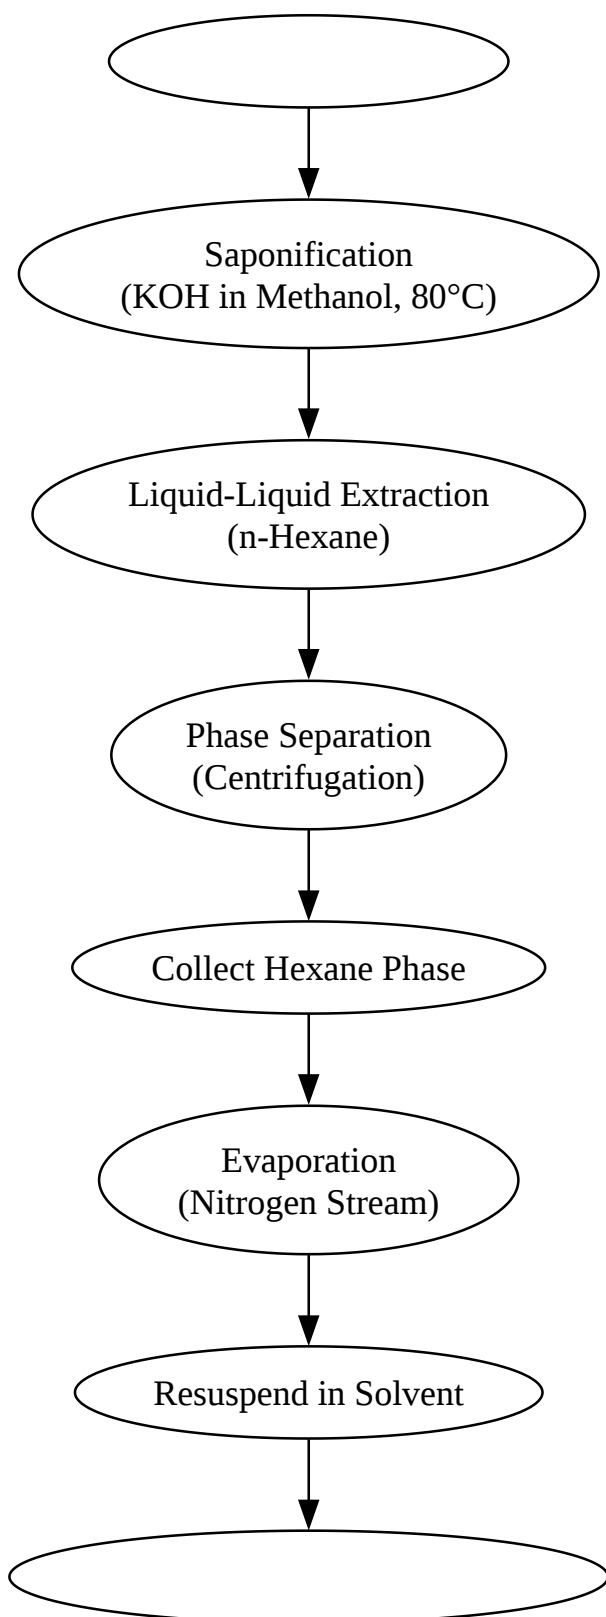 Saponification
(KOH in Methanol, 80°C)
Liquid-Liquid Extraction
(n-Hexane)
Phase Separation
(Centrifugation)
Collect Hexane Phase
Evaporation
(Nitrogen Stream)
Resuspend in Solvent